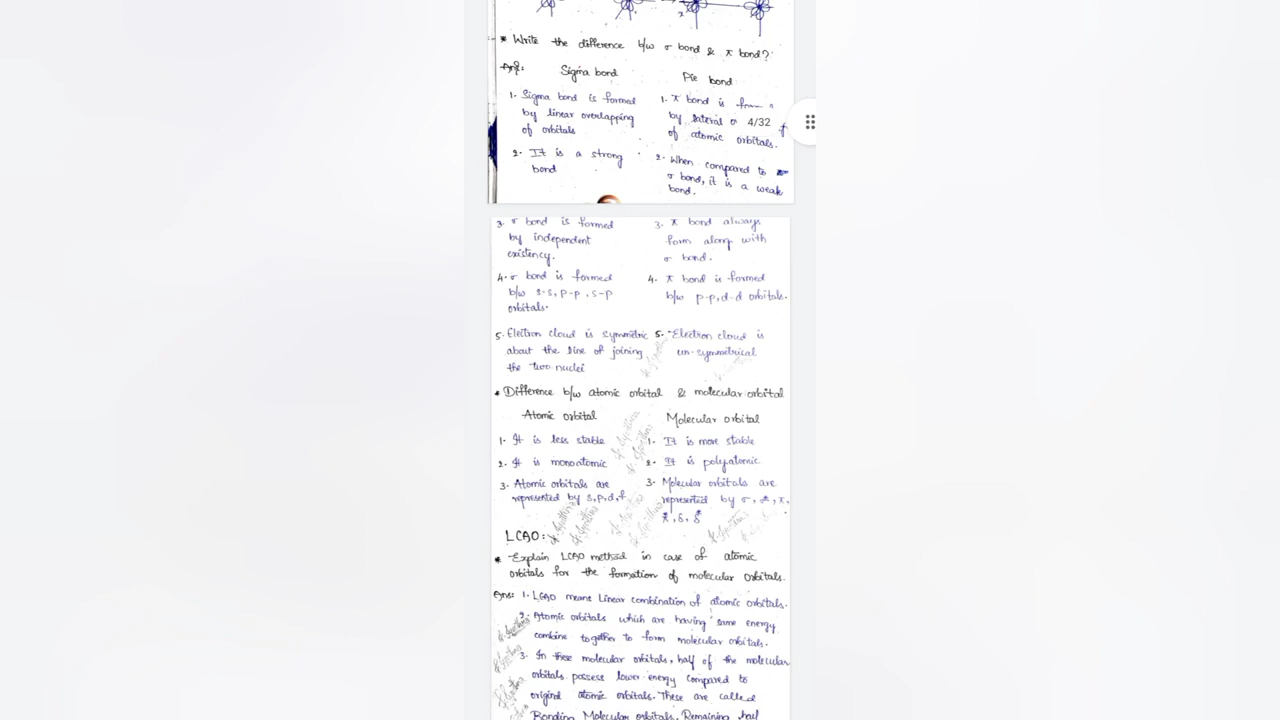 * Write the difference b/w σ bond & π bond?
Ans: Sigma bond Pie bond
1. Sigma bond is formed
by linear overlapping
of orbitals
2. It is a strong
bond
1. π bond is
by lateral
of atomic orbitals.
2. When compared to
σ bond, it is a weak
bond.
4/32
3. σ bond is formed
by independent
existency.
3. π bond always
form along with
σ bond.
4. σ bond is formed
b/w s-s, p-p, s-p
orbitals.
4. π bond is formed
b/w p-p, d-d orbitals.
5. Eleitron cloud is symmetric
about the line of joining
the two nuclei
5. Electron cloud is
un-symmetrical
* Difference b/w atomic orbital & molecular orbital
Atomic orbital Molecular orbital
1. It is less stable
2. It is monoatomic
3. Atomic orbitals are
represented by s, p, d, f
1. It is more stable
2. It is polyatomic
3. Molecular orbitals are
represented by σ, σ*, π,
π*, δ, δ*
LCAO:
* Explain LCAO method in case of atomic
orbitals for the formation of molecular orbitals.
Ans: 1. LCAO means Linear combination of atomic orbitals.
2. Atomic orbitals which are having same energy
combine together to form molecular orbitals.
3. In these molecular orbitals, half of the molecular
orbitals possess lower energy compared to
original atomic orbitals. These are called
Bonding Molecular orbitals. Remaining half